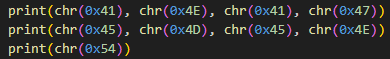 print(chr(0x41), chr(0x4E), chr(0x41), chr(0x47))
print(chr(0x45), chr(0x4D), chr(0x45), chr(0x4E))
print(chr(0x54))